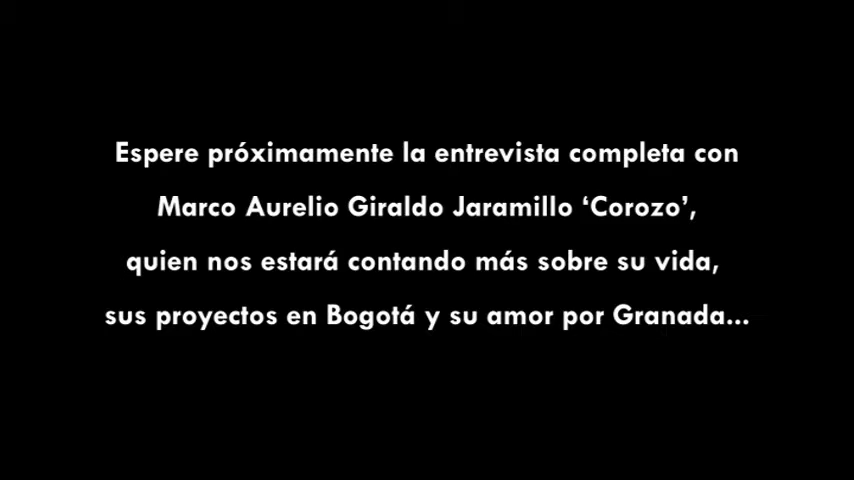 Espere próximamente la entrevista completa con
Marco Aurelio Giraldo Jaramillo ‘Corozo’,
quien nos estará contando más sobre su vida,
sus proyectos en Bogotá y su amor por Granada...